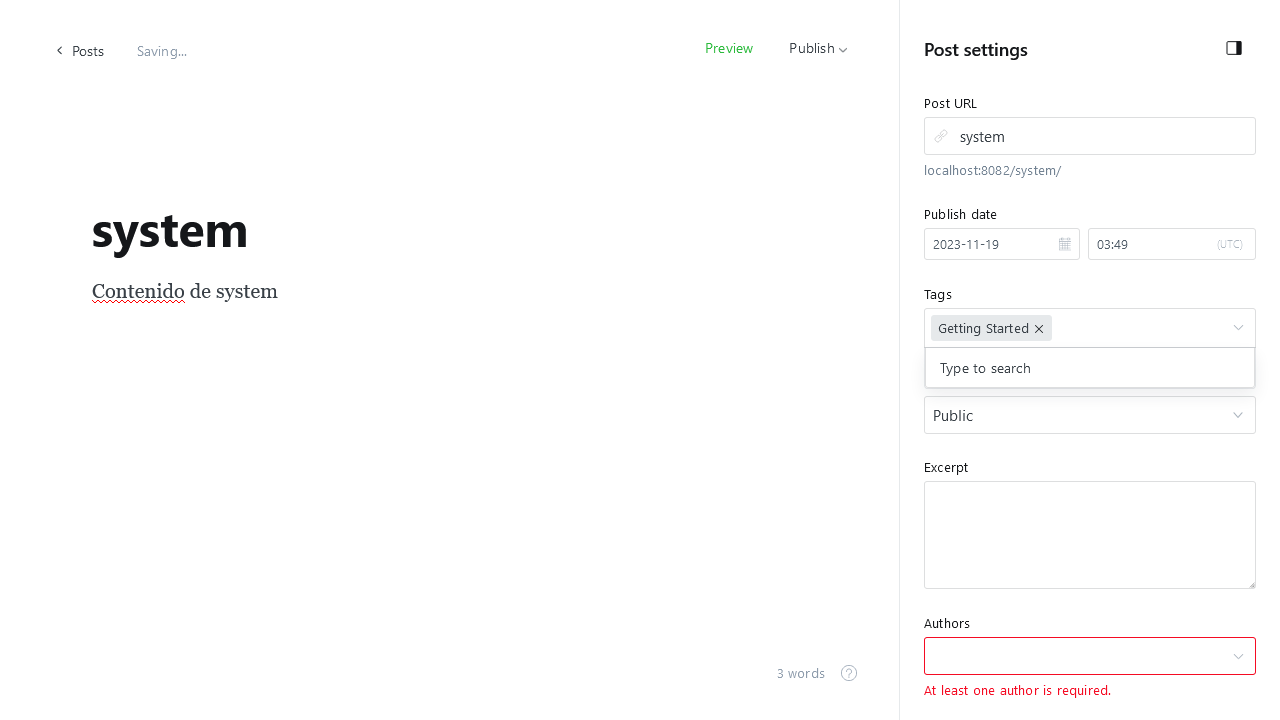 Posts
Saving...
Preview
Publish
system
Contenido de system
3 words
Post settings
Post URL
system
localhost:8082/system/
Publish date
2023-11-19
03:49
(UTC)
Tags
Getting Started
Type to search
Public
Excerpt
Authors
At least one author is required.